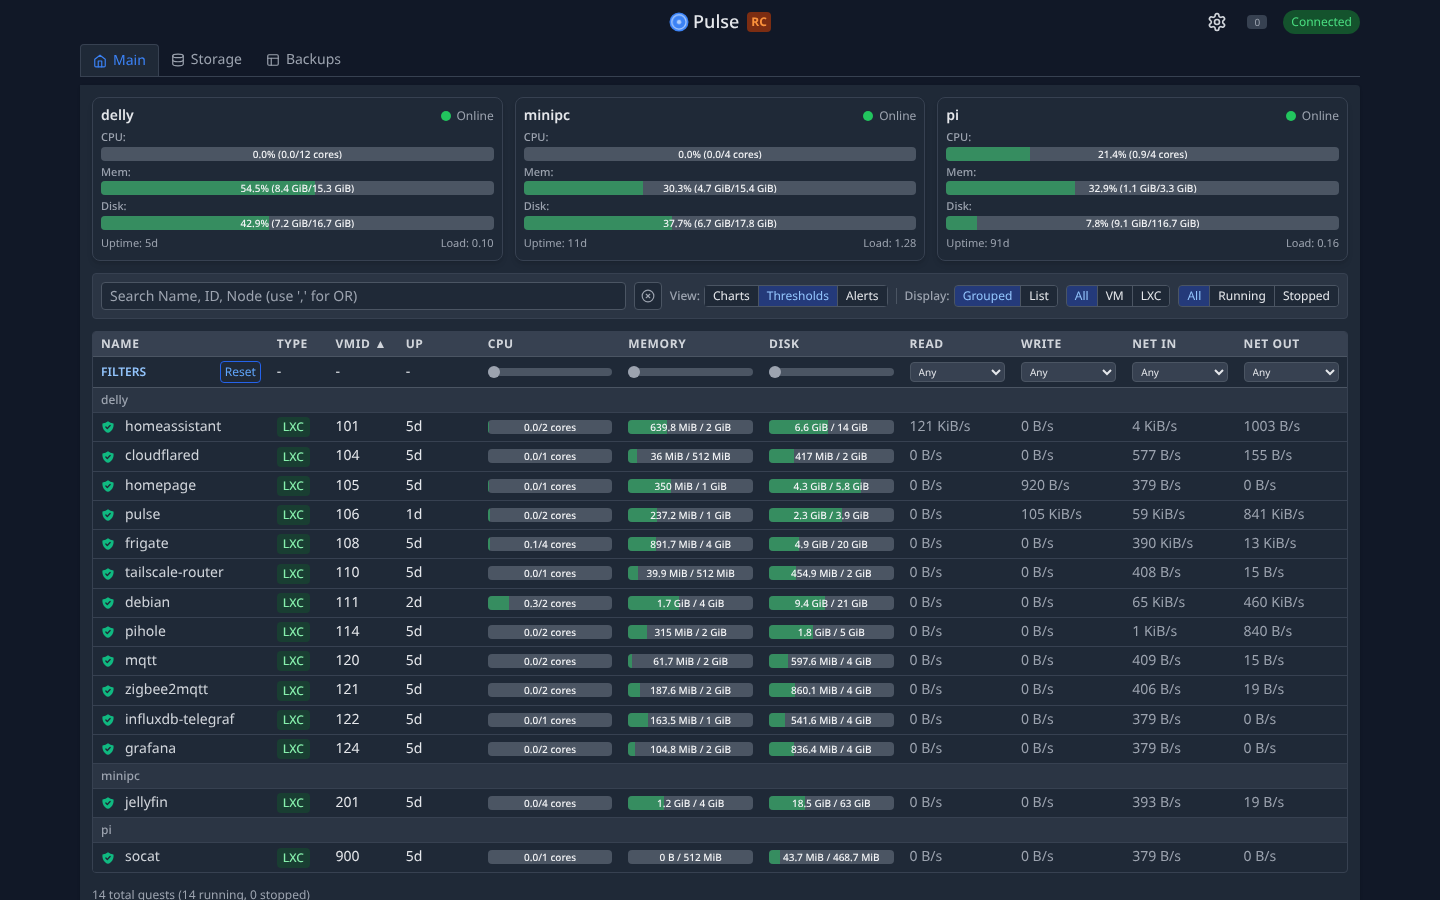 Pulse RC
0 Connected
Main Storage Backups
delly Online
CPU:
0.0% (0.0/12 cores)
Mem:
54.5% (8.4 GiB/15.3 GiB)
Disk:
42.9% (7.2 GiB/16.7 GiB)
Uptime: 5d Load: 0.10
minipc Online
CPU:
0.0% (0.0/4 cores)
Mem:
30.3% (4.7 GiB/15.4 GiB)
Disk:
37.7% (6.7 GiB/17.8 GiB)
Uptime: 11d Load: 1.28
pi Online
CPU:
21.4% (0.9/4 cores)
Mem:
32.9% (1.1 GiB/3.3 GiB)
Disk:
7.8% (9.1 GiB/116.7 GiB)
Uptime: 91d Load: 0.16
Search Name, ID, Node (use ',' for OR) View: Charts Thresholds Alerts Display: Grouped List All VM LXC All Running Stopped
NAME TYPE VMID ▲ UP CPU MEMORY DISK READ WRITE NET IN NET OUT
FILTERS Reset - - - Any Any Any Any
delly
homeassistant LXC 101 5d 0.0/2 cores 639.8 MiB / 2 GiB 6.6 GiB / 14 GiB 121 KiB/s 0 B/s 4 KiB/s 1003 B/s
cloudflared LXC 104 5d 0.0/1 cores 36 MiB / 512 MiB 417 MiB / 2 GiB 0 B/s 0 B/s 577 B/s 155 B/s
homepage LXC 105 5d 0.0/1 cores 350 MiB / 1 GiB 4.3 GiB / 5.8 GiB 0 B/s 920 B/s 379 B/s 0 B/s
pulse LXC 106 1d 0.0/2 cores 237.2 MiB / 1 GiB 2.3 GiB / 3.9 GiB 0 B/s 105 KiB/s 59 KiB/s 841 KiB/s
frigate LXC 108 5d 0.1/4 cores 891.7 MiB / 4 GiB 4.9 GiB / 20 GiB 0 B/s 0 B/s 390 KiB/s 13 KiB/s
tailscale-router LXC 110 5d 0.0/1 cores 39.9 MiB / 512 MiB 454.9 MiB / 2 GiB 0 B/s 0 B/s 408 B/s 15 B/s
debian LXC 111 2d 0.3/2 cores 1.7 GiB / 4 GiB 9.4 GiB / 21 GiB 0 B/s 0 B/s 65 KiB/s 460 KiB/s
pihole LXC 114 5d 0.0/2 cores 315 MiB / 2 GiB 1.8 GiB / 5 GiB 0 B/s 0 B/s 1 KiB/s 840 B/s
mqtt LXC 120 5d 0.0/2 cores 61.7 MiB / 2 GiB 597.6 MiB / 4 GiB 0 B/s 0 B/s 409 B/s 15 B/s
zigbee2mqtt LXC 121 5d 0.0/2 cores 187.6 MiB / 2 GiB 860.1 MiB / 4 GiB 0 B/s 0 B/s 406 B/s 19 B/s
influxdb-telegraf LXC 122 5d 0.0/1 cores 163.5 MiB / 1 GiB 541.6 MiB / 4 GiB 0 B/s 0 B/s 379 B/s 0 B/s
grafana LXC 124 5d 0.0/2 cores 104.8 MiB / 2 GiB 836.4 MiB / 4 GiB 0 B/s 0 B/s 379 B/s 0 B/s
minipc
jellyfin LXC 201 5d 0.0/4 cores 1.2 GiB / 4 GiB 18.5 GiB / 63 GiB 0 B/s 0 B/s 393 B/s 19 B/s
pi
socat LXC 900 5d 0.0/1 cores 0 B / 512 MiB 43.7 MiB / 468.7 MiB 0 B/s 0 B/s 379 B/s 0 B/s
14 total guests (14 running, 0 stopped)